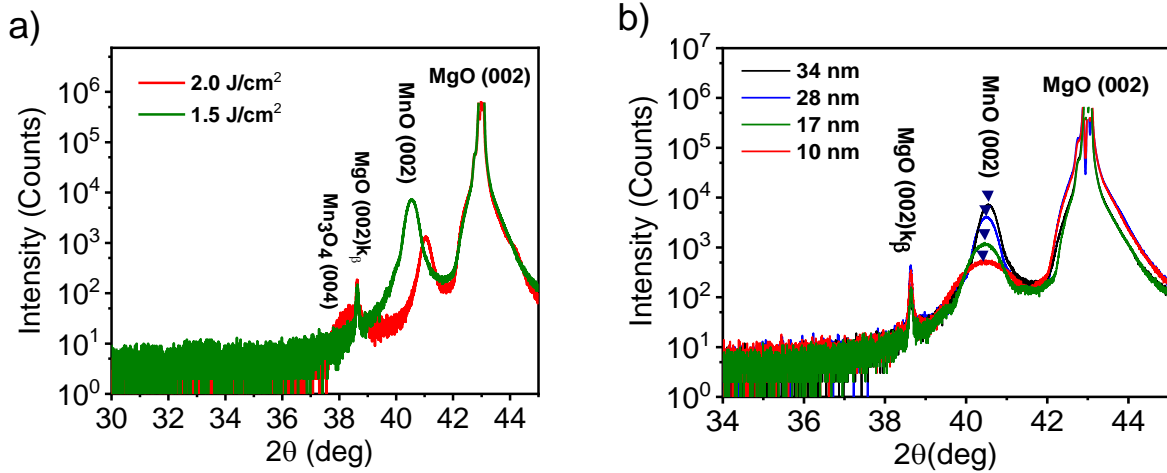 a)
2.0 J/cm²
1.5 J/cm²
MgO (002)
MnO (002)
MgO (002)kᵦ
Mn₃O₄ (004)
Intensity (Counts)
10⁶
10⁵
10⁴
10³
10²
10¹
10⁰
30 32 34 36 38 40 42 44
2θ (deg)
b)
34 nm
28 nm
17 nm
10 nm
MgO (002)
MnO (002)
MgO (002)kᵦ
Intensity (Counts)
10⁷
10⁶
10⁵
10⁴
10³
10²
10¹
10⁰
34 36 38 40 42 44
2θ(deg)